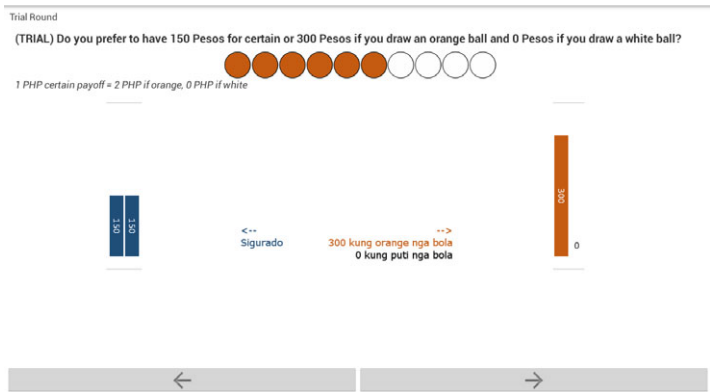 Trial Round
(TRIAL) Do you prefer to have 150 Pesos for certain or 300 Pesos if you draw an orange ball and 0 Pesos if you draw a white ball?
1 PHP certain payoff = 2 PHP if orange, 0 PHP if white
150
150
<--
Sigurado
-->
300 kung orange nga bola
0 kung puti nga bola
300
0